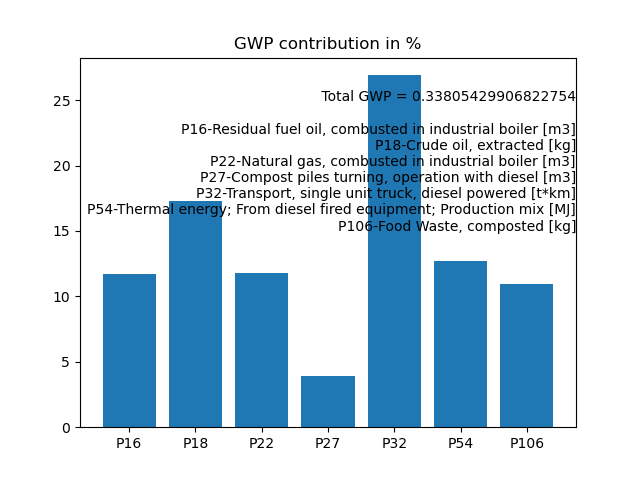 GWP contribution in %
Total GWP = 0.33805429906822754
P16-Residual fuel oil, combusted in industrial boiler [m3]
P18-Crude oil, extracted [kg]
P22-Natural gas, combusted in industrial boiler [m3]
P27-Compost piles turning, operation with diesel [m3]
P32-Transport, single unit truck, diesel powered [t*km]
P54-Thermal energy; From diesel fired equipment; Production mix [MJ]
P106-Food Waste, composted [kg]
25
20
15
10
5
0
P16 P18 P22 P27 P32 P54 P106